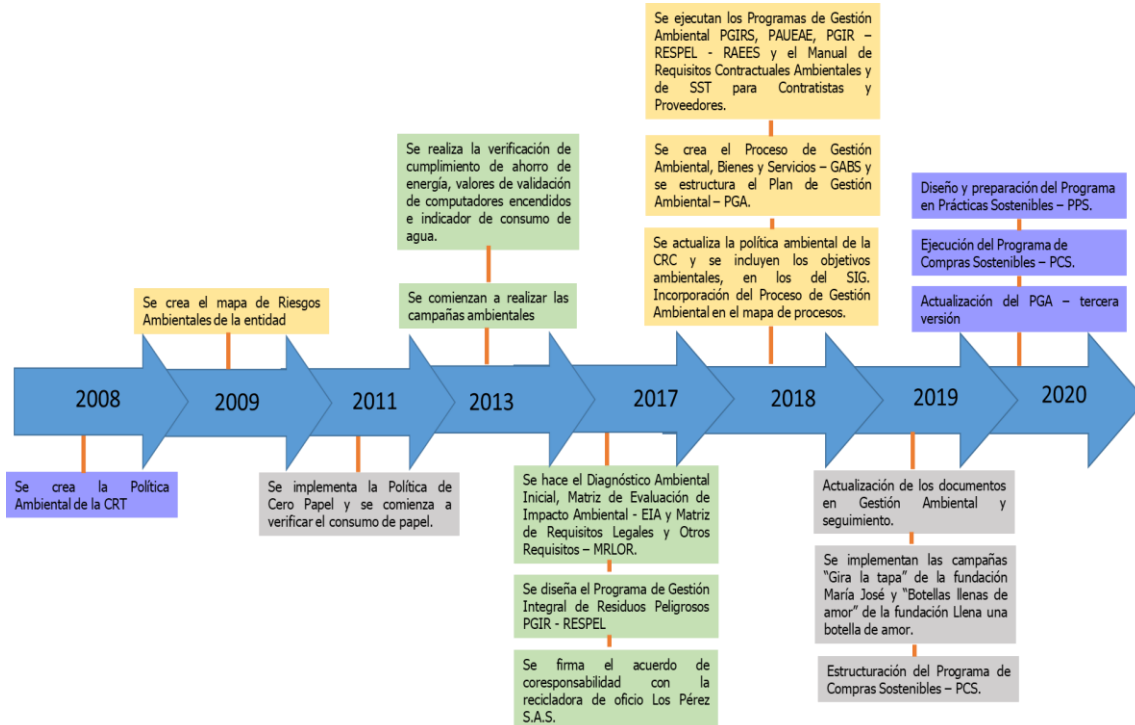 Se ejecutan los Programas de Gestión
Ambiental PGIRS, PAUEAE, PGIR –
RESPEL - RAEES y el Manual de
Requisitos Contractuales Ambientales y
de SST para Contratistas y
Proveedores.
Se realiza la verificación de
cumplimiento de ahorro de
energía, valores de validación
de computadores encendidos
e indicador de consumo de
agua.
Se crea el Proceso de Gestión
Ambiental, Bienes y Servicios – GABS y
se estructura el Plan de Gestión
Ambiental – PGA.
Diseño y preparación del Programa
en Prácticas Sostenibles – PPS.
Se actualiza la política ambiental de la
CRC y se incluyen los objetivos
ambientales, en los del SIG.
Incorporación del Proceso de Gestión
Ambiental en el mapa de procesos.
Ejecución del Programa de
Compras Sostenibles – PCS.
Se crea el mapa de Riesgos
Ambientales de la entidad
Se comienzan a realizar las
campañas ambientales
Actualización del PGA – tercera
versión
2008
2009
2011
2013
2017
2018
2019
2020
Se crea la Política
Ambiental de la CRT
Se implementa la Política de
Cero Papel y se comienza a
verificar el consumo de papel.
Se hace el Diagnóstico Ambiental
Inicial, Matriz de Evaluación de
Impacto Ambiental - EIA y Matriz
de Requisitos Legales y Otros
Requisitos – MRLOR.
Actualización de los documentos
en Gestión Ambiental y
seguimiento.
Se diseña el Programa de Gestión
Integral de Residuos Peligrosos
PGIR - RESPEL
Se implementan las campañas
“Gira la tapa” de la fundación
María José y “Botellas llenas de
amor” de la fundación Llena una
botella de amor.
Se firma el acuerdo de
coresponsabilidad con la
recicladora de oficio Los Pérez
S.A.S.
Estructuración del Programa de
Compras Sostenibles – PCS.